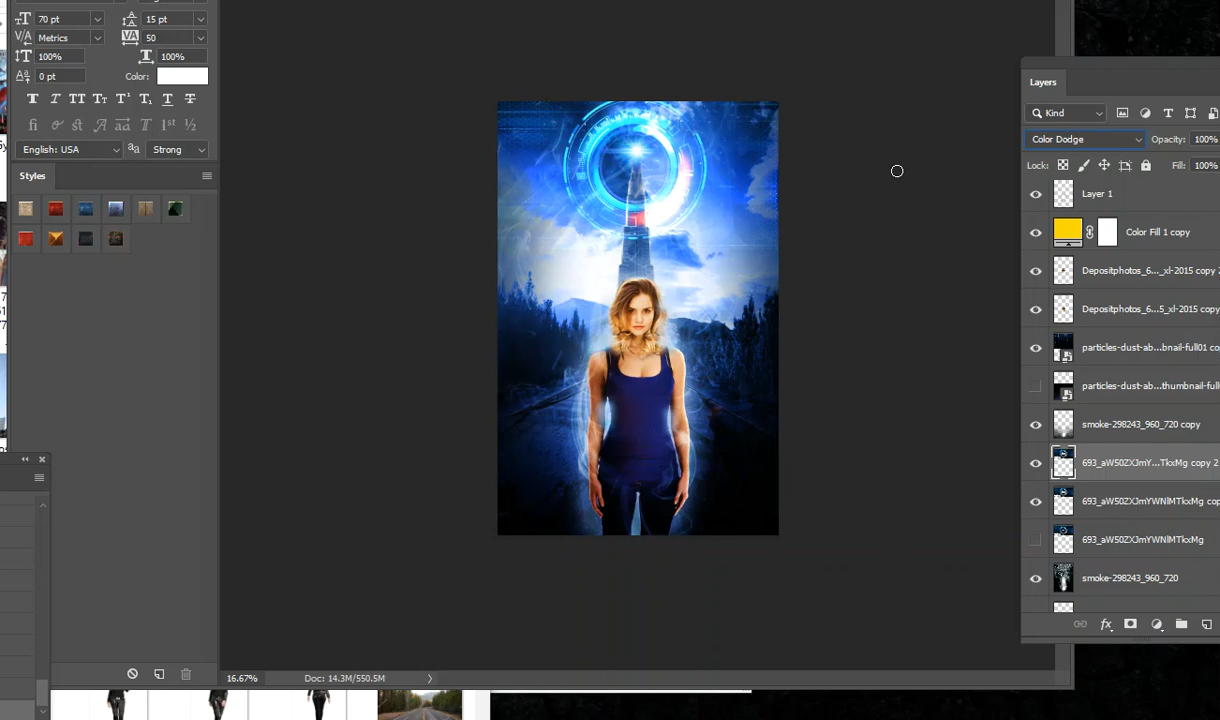 70 pt
15 pt
Metrics
50
100%
100%
0 pt
Color:
English: USA
Strong
Styles
Layers
Kind
Color Dodge
Opacity: 100%
Lock:
Fill: 100%
Layer 1
Color Fill 1 copy
Depositphotos_6..._xl-2015 copy 2
Depositphotos_6...5_xl-2015 copy
particles-dust-ab...bnail-full01 co
particles-dust-ab...thumbnail-full
smoke-298243_960_720 copy
693_aW50ZXJmY...TkxMg copy 2
693_aW50ZXJmYWNlMTkxMg cop
693_aW50ZXJmYWNlMTkxMg
smoke-298243_960_720
16.67%
Doc: 14.3M/550.5M